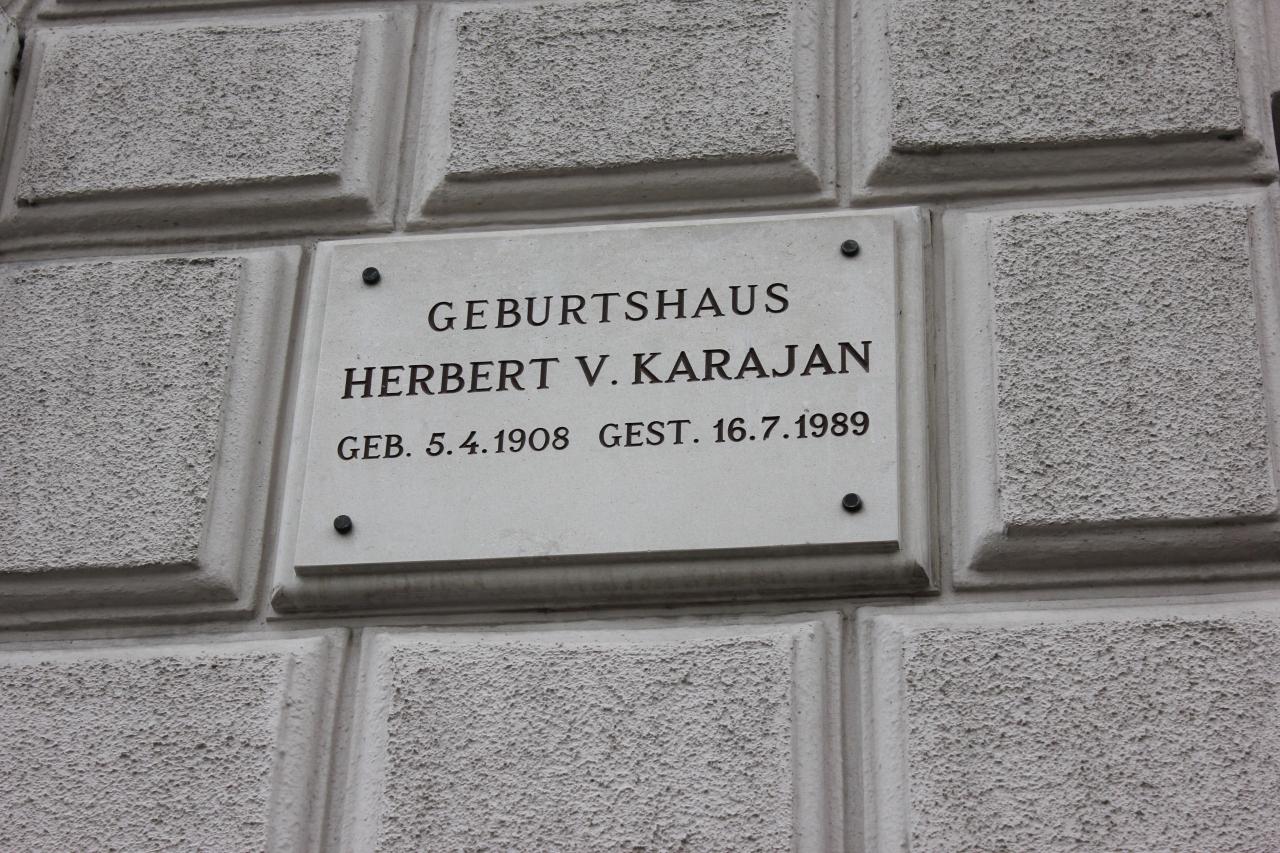 GEBURTSHAUS
HERBERT V. KARAJAN
GEB. 5.4.1908 GEST. 16.7.1989